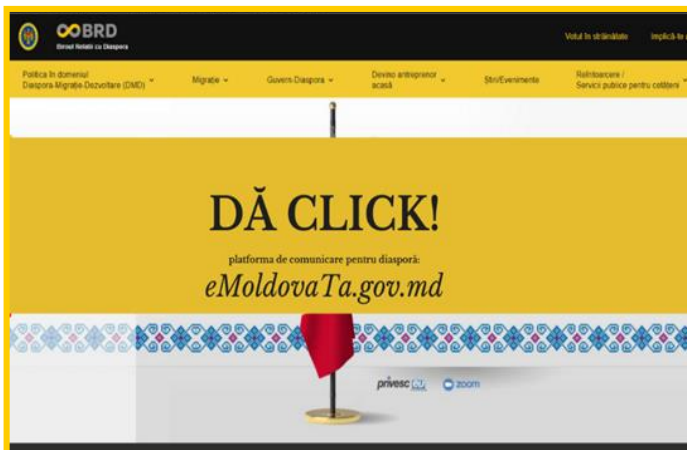 BRD
Biroul Relații cu Diaspora
Votul în străinătate
Implică-te
Politica în domeniul
Diaspora-Migrație-Dezvoltare (DMD)
Migrație
Guvern-Diaspora
Devino antreprenor
acasă
Știri/Evenimente
Reîntoarcere /
Servicii publice pentru cetățeni
DĂ CLICK!
platforma de comunicare pentru diasporă:
eMoldovaTa.gov.md
privesc.eu
zoom